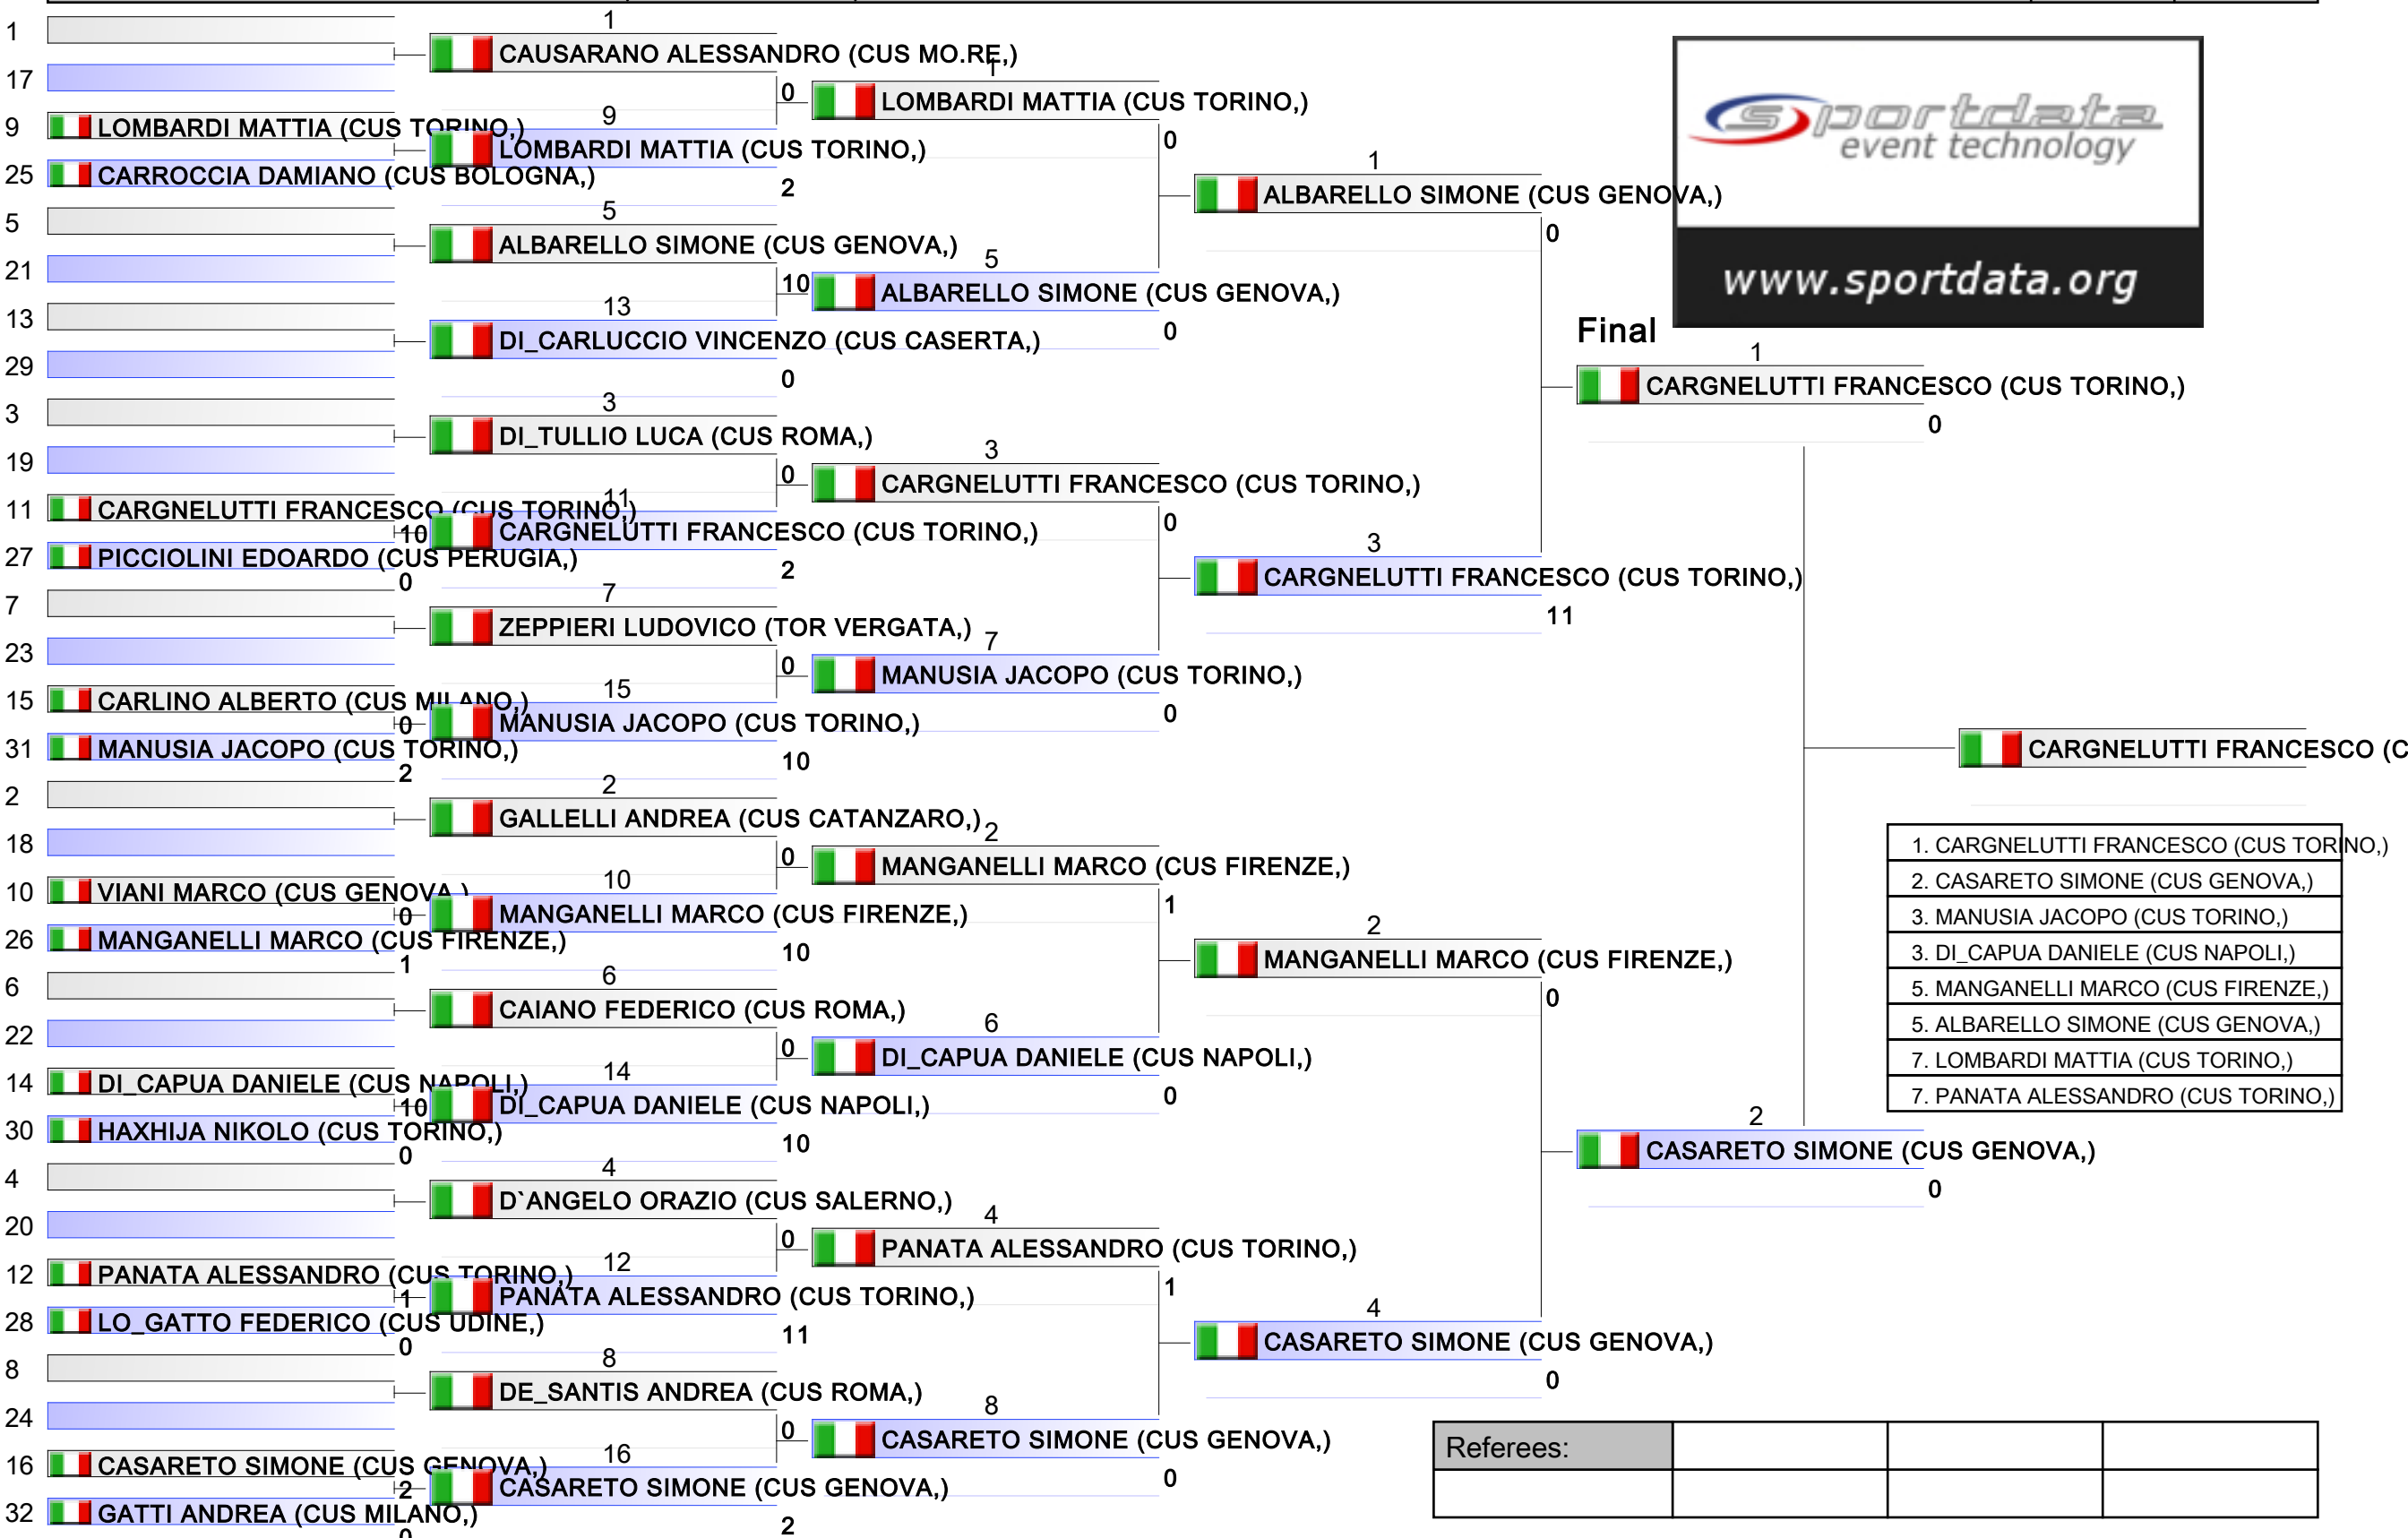 1
17
9 LOMBARDI MATTIA (CUS TORINO,)
25 CARROCCIA DAMIANO (CUS BOLOGNA,)
5
21
13
29
3
19
11 CARGNELUTTI FRANCESCO (CUS TORINO,)
10
27 PICCIOLINI EDOARDO (CUS PERUGIA,)
0
7
23
15 CARLINO ALBERTO (CUS MILANO,)
0
31 MANUSIA JACOPO (CUS TORINO,)
2
2
18
10 VIANI MARCO (CUS GENOVA,)
0
26 MANGANELLI MARCO (CUS FIRENZE,)
1
6
22
14 DI_CAPUA DANIELE (CUS NAPOLI,)
10
30 HAXHIJA NIKOLO (CUS TORINO,)
0
4
20
12 PANATA ALESSANDRO (CUS TORINO,)
1
28 LO_GATTO FEDERICO (CUS UDINE,)
0
8
24
16 CASARETO SIMONE (CUS GENOVA,)
2
32 GATTI ANDREA (CUS MILANO,)
0
1
CAUSARANO ALESSANDRO (CUS MO.RE,)
0
9
LOMBARDI MATTIA (CUS TORINO,)
2
5
ALBARELLO SIMONE (CUS GENOVA,)
10
13
DI_CARLUCCIO VINCENZO (CUS CASERTA,)
0
3
DI_TULLIO LUCA (CUS ROMA,)
0
11
CARGNELUTTI FRANCESCO (CUS TORINO,)
2
7
ZEPPIERI LUDOVICO (TOR VERGATA,)
0
15
MANUSIA JACOPO (CUS TORINO,)
10
2
GALLELLI ANDREA (CUS CATANZARO,)
0
10
MANGANELLI MARCO (CUS FIRENZE,)
10
6
CAIANO FEDERICO (CUS ROMA,)
0
14
DI_CAPUA DANIELE (CUS NAPOLI,)
10
4
D`ANGELO ORAZIO (CUS SALERNO,)
0
12
PANATA ALESSANDRO (CUS TORINO,)
11
8
DE_SANTIS ANDREA (CUS ROMA,)
0
16
CASARETO SIMONE (CUS GENOVA,)
2
1
LOMBARDI MATTIA (CUS TORINO,)
0
5
ALBARELLO SIMONE (CUS GENOVA,)
0
3
CARGNELUTTI FRANCESCO (CUS TORINO,)
0
7
MANUSIA JACOPO (CUS TORINO,)
0
2
MANGANELLI MARCO (CUS FIRENZE,)
1
6
DI_CAPUA DANIELE (CUS NAPOLI,)
0
4
PANATA ALESSANDRO (CUS TORINO,)
1
8
CASARETO SIMONE (CUS GENOVA,)
0
1
ALBARELLO SIMONE (CUS GENOVA,)
0
3
CARGNELUTTI FRANCESCO (CUS TORINO,)
11
2
MANGANELLI MARCO (CUS FIRENZE,)
0
4
CASARETO SIMONE (CUS GENOVA,)
0
sportdata
event technology
www.sportdata.org
Final
1
CARGNELUTTI FRANCESCO (CUS TORINO,)
0
2
CASARETO SIMONE (CUS GENOVA,)
0
CARGNELUTTI FRANCESCO (C
1. CARGNELUTTI FRANCESCO (CUS TORINO,)
2. CASARETO SIMONE (CUS GENOVA,)
3. MANUSIA JACOPO (CUS TORINO,)
3. DI_CAPUA DANIELE (CUS NAPOLI,)
5. MANGANELLI MARCO (CUS FIRENZE,)
5. ALBARELLO SIMONE (CUS GENOVA,)
7. LOMBARDI MATTIA (CUS TORINO,)
7. PANATA ALESSANDRO (CUS TORINO,)
Referees: